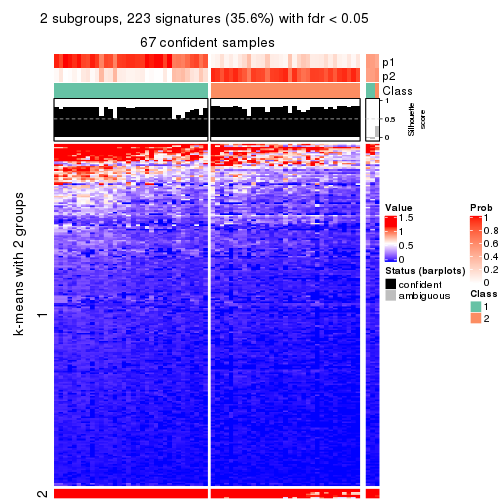 2 subgroups, 223 signatures (35.6%) with fdr < 0.05
67 confident samples
p1
p2
Class
1
0.5
0
Silhouette
score
k-means with 2 groups
1
2
Value
1.5
1
0.5
0
Status (barplots)
confident
ambiguous
Prob
1
0.8
0.6
0.4
0.2
0
Class
1
2